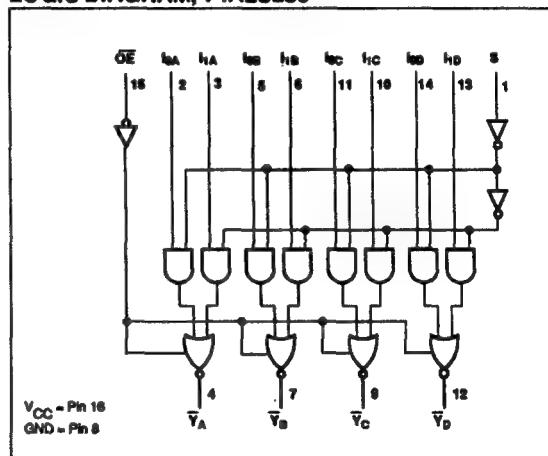 LOGIC DIAGRAM, 
OE I0A I1A I0B I1B I0C I1C I0D I1D S
15 2 3 5 6 11 10 14 13 1
4 7 9 12
YA YB YC YD
VCC = Pin 16
GND = Pin 8